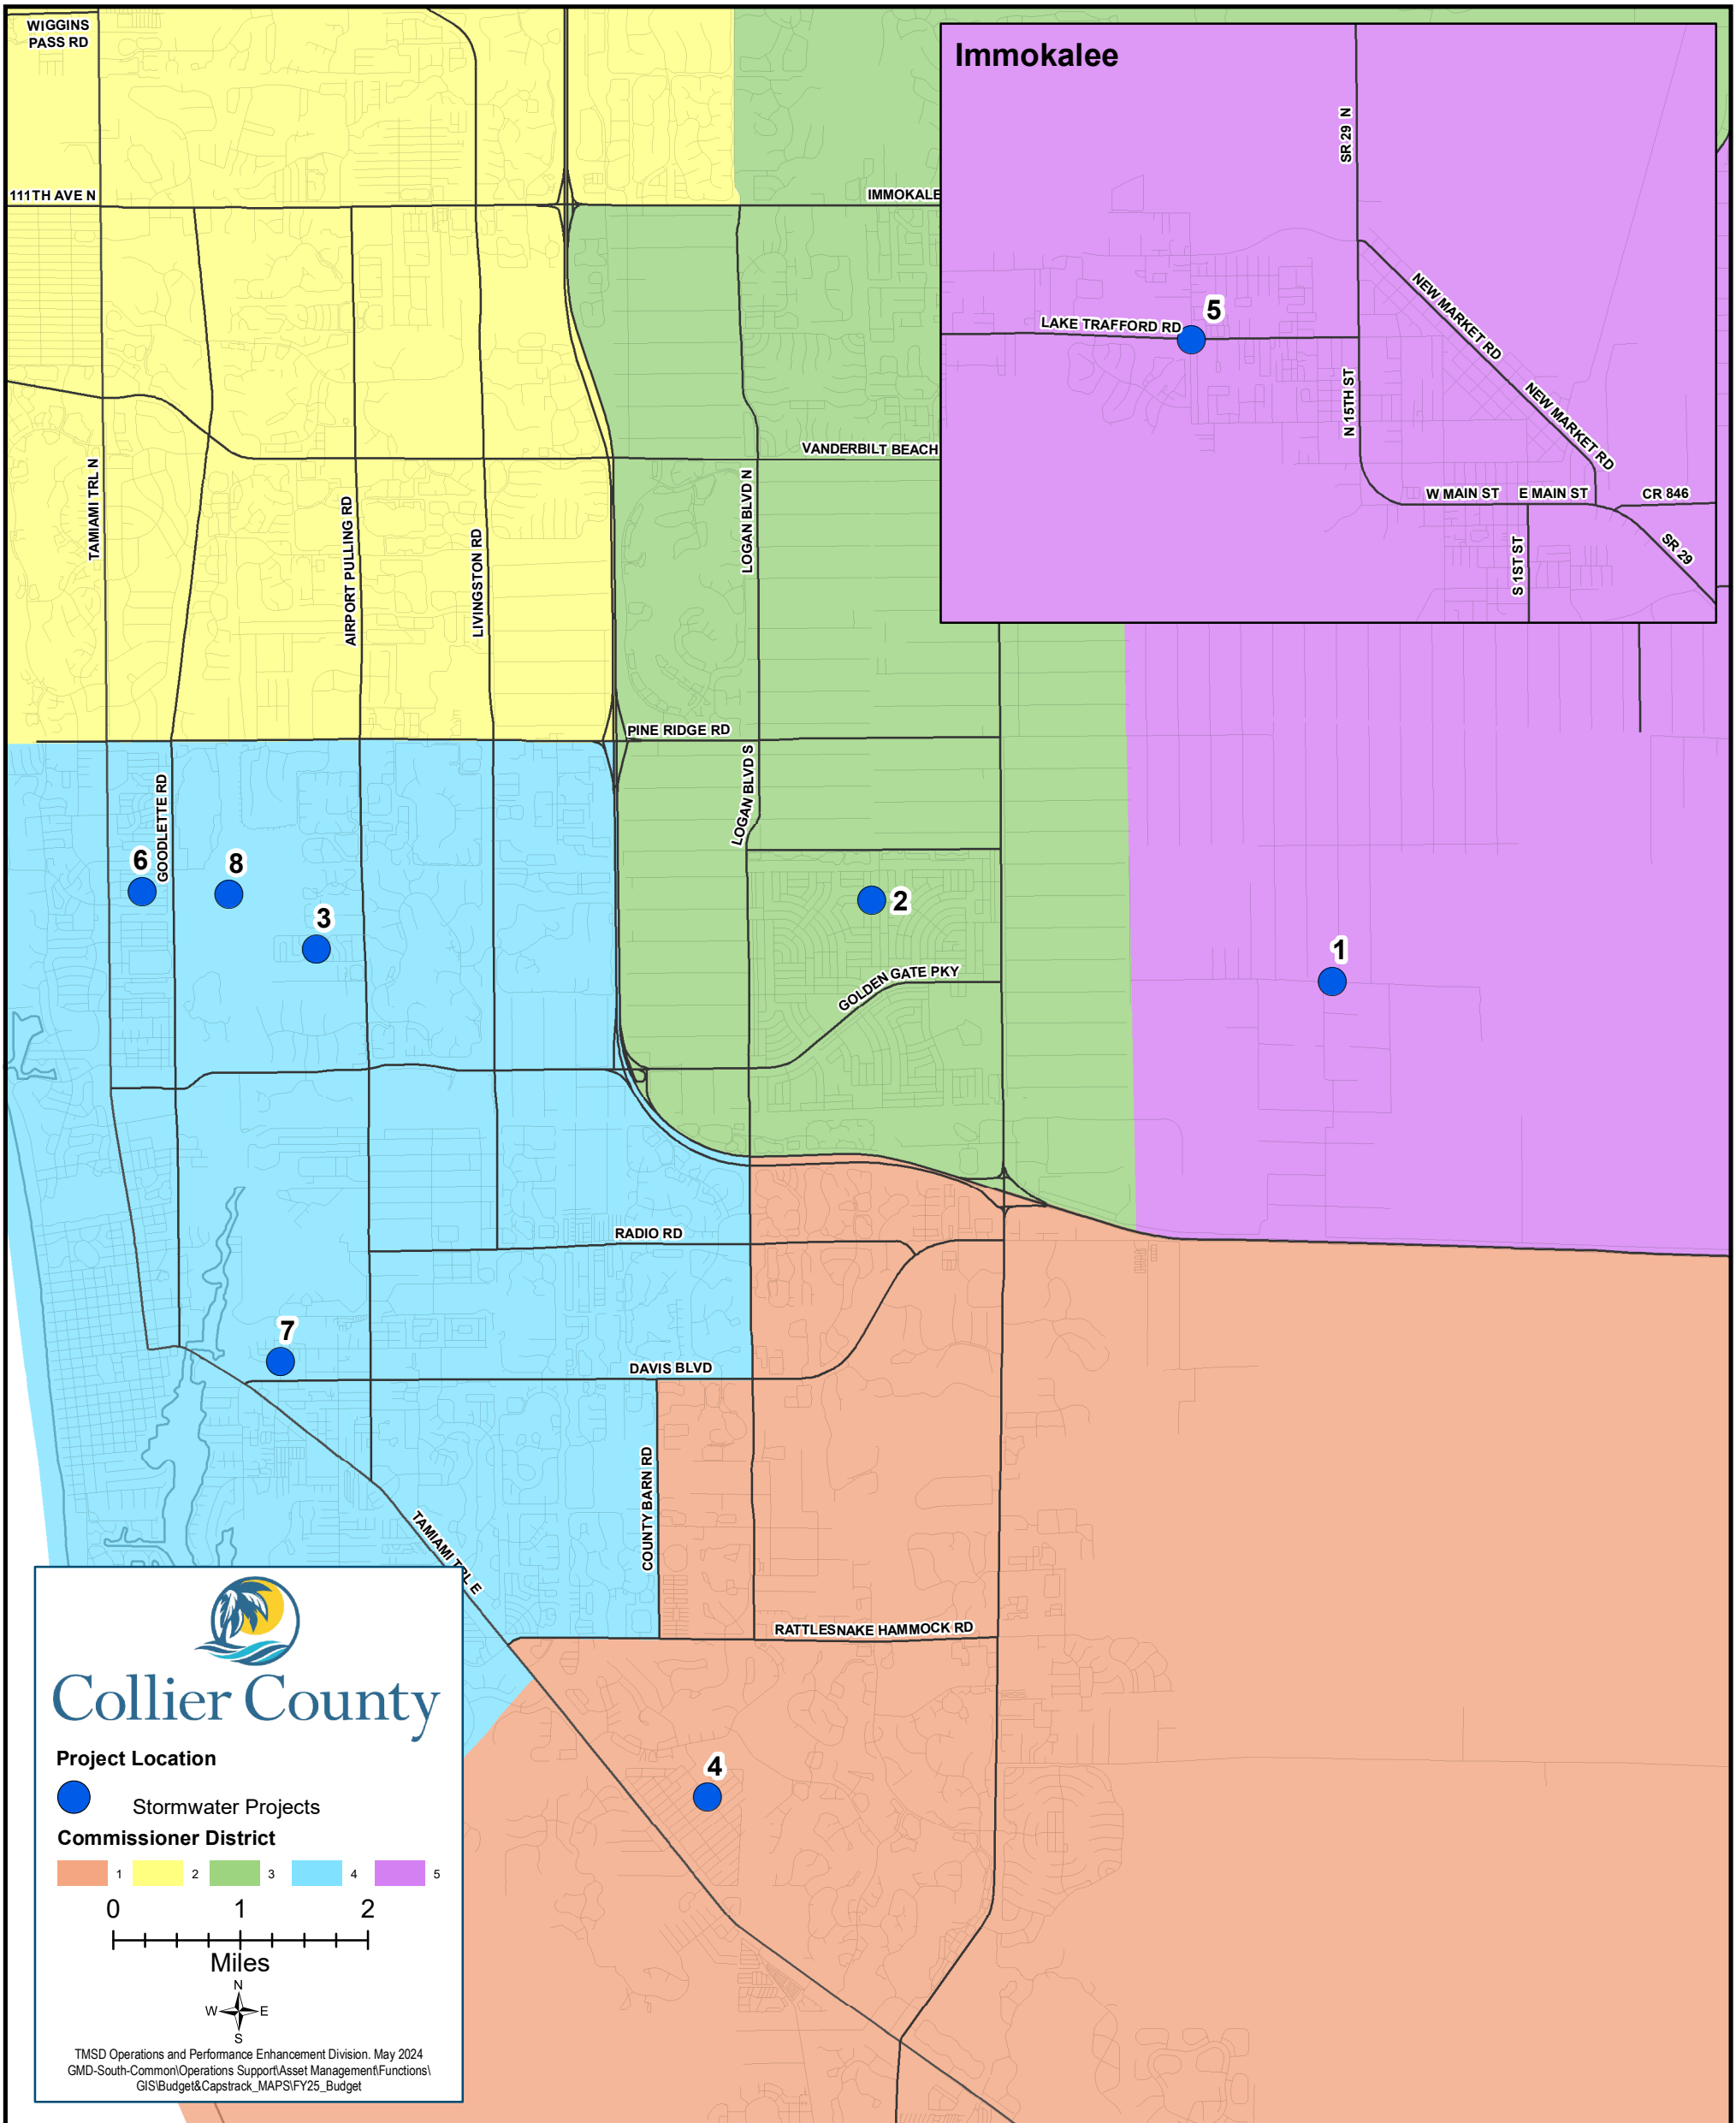 WIGGINS
PASS RD
Immokalee
SR 29 N
111TH AVE N
IMMOKALE
5
LAKE TRAFFORD RD
NEW MARKET RD
N 15TH ST
NEW MARKET RD
VANDERBILT BEACH
TAMIAMI TRL N
AIRPORT PULLING RD
LIVINGSTON RD
LOGAN BLVD N
W MAIN ST
E MAIN ST
CR 846
S 1ST ST
SR 29
PINE RIDGE RD
LOGAN BLVD S
GOODLETTE RD
6
8
3
2
1
GOLDEN GATE PKY
RADIO RD
7
DAVIS BLVD
COUNTY BARN RD
TAMIAMI TRL E
RATTLESNAKE HAMMOCK RD
4
Collier County
Project Location
Stormwater Projects
Commissioner District
1 2 3 4 5
0 1 2
Miles
N
W E
S
TMSD Operations and Performance Enhancement Division. May 2024
GMD-South-Common\Operations Support\Asset Management\Functions\
GIS\Budget&Capstrack_MAPS\FY25_Budget